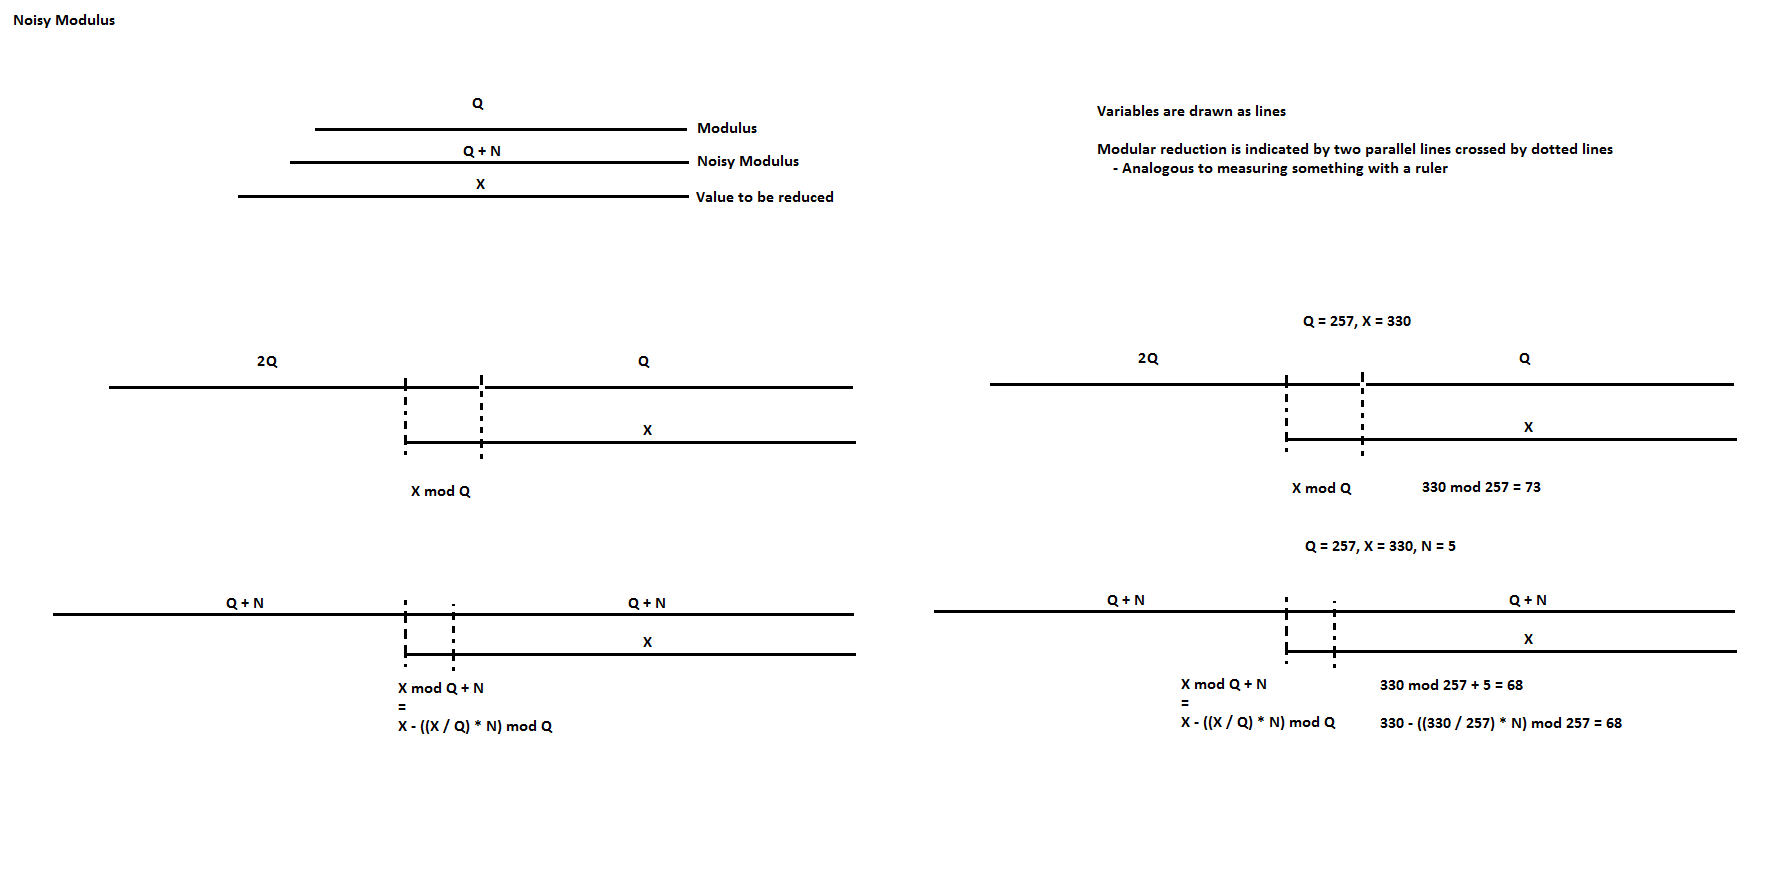 Noisy Modulus
Q
Modulus
Q + N
Noisy Modulus
X
Value to be reduced
Variables are drawn as lines
Modular reduction is indicated by two parallel lines crossed by dotted lines
- Analogous to measuring something with a ruler
2Q
Q
X
X mod Q
Q = 257, X = 330
2Q
Q
X
X mod Q
330 mod 257 = 73
Q + N
Q + N
X
X mod Q + N
=
X - ((X / Q) * N) mod Q
Q = 257, X = 330, N = 5
Q + N
Q + N
X
X mod Q + N
=
X - ((X / Q) * N) mod Q
330 mod 257 + 5 = 68
330 - ((330 / 257) * N) mod 257 = 68